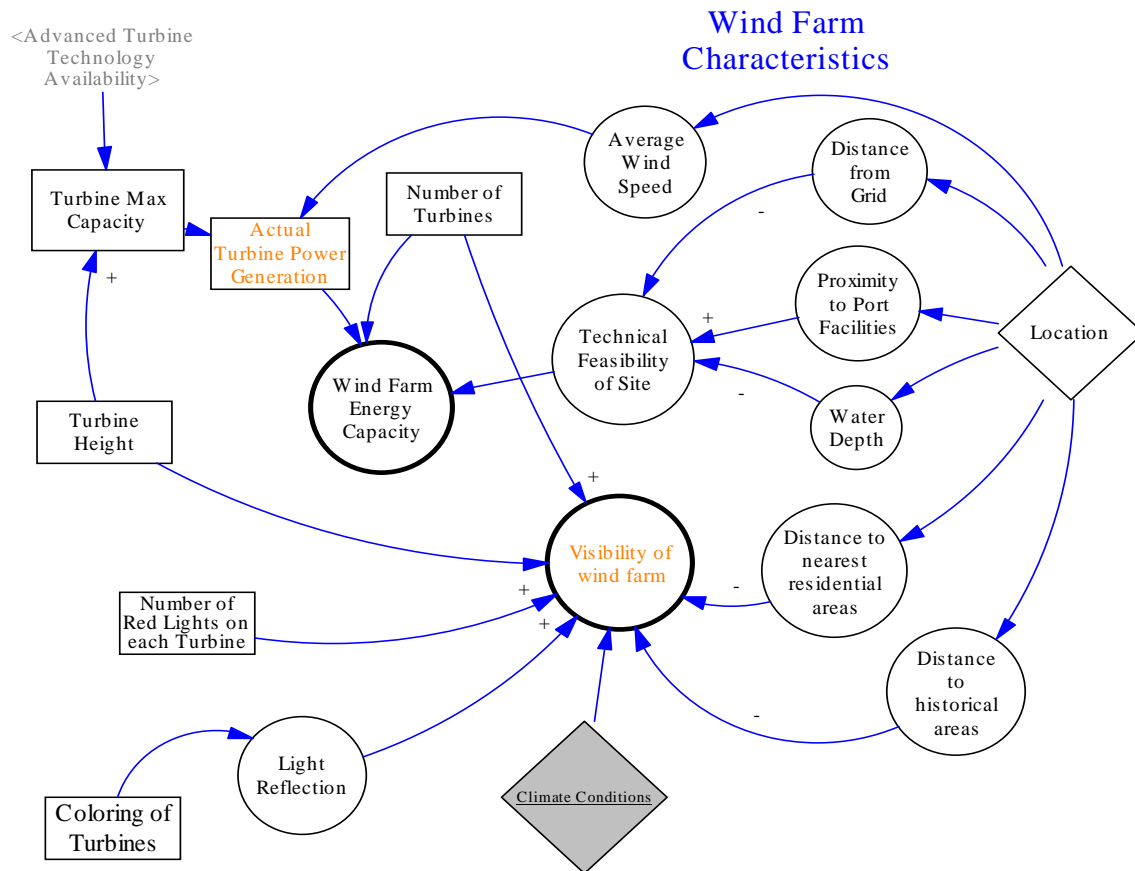 Wind Farm
Characteristics
<Advanced Turbine
Technology
Availability>
Average
Wind
Speed
Distance
from
Grid
Turbine Max
Capacity
Number of
Turbines
Actual
Turbine Power
Generation
-
+
Proximity
to Port
Facilities
+
Technical
Feasibility
of Site
Location
Wind Farm
Energy
Capacity
-
Water
Depth
Turbine
Height
+
Visibility of
wind farm
Distance to
nearest
residential
areas
-
+
Number of
Red Lights on
each Turbine
+
Distance
to
historical
areas
-
Light
Reflection
Climate Conditions
Coloring of
Turbines